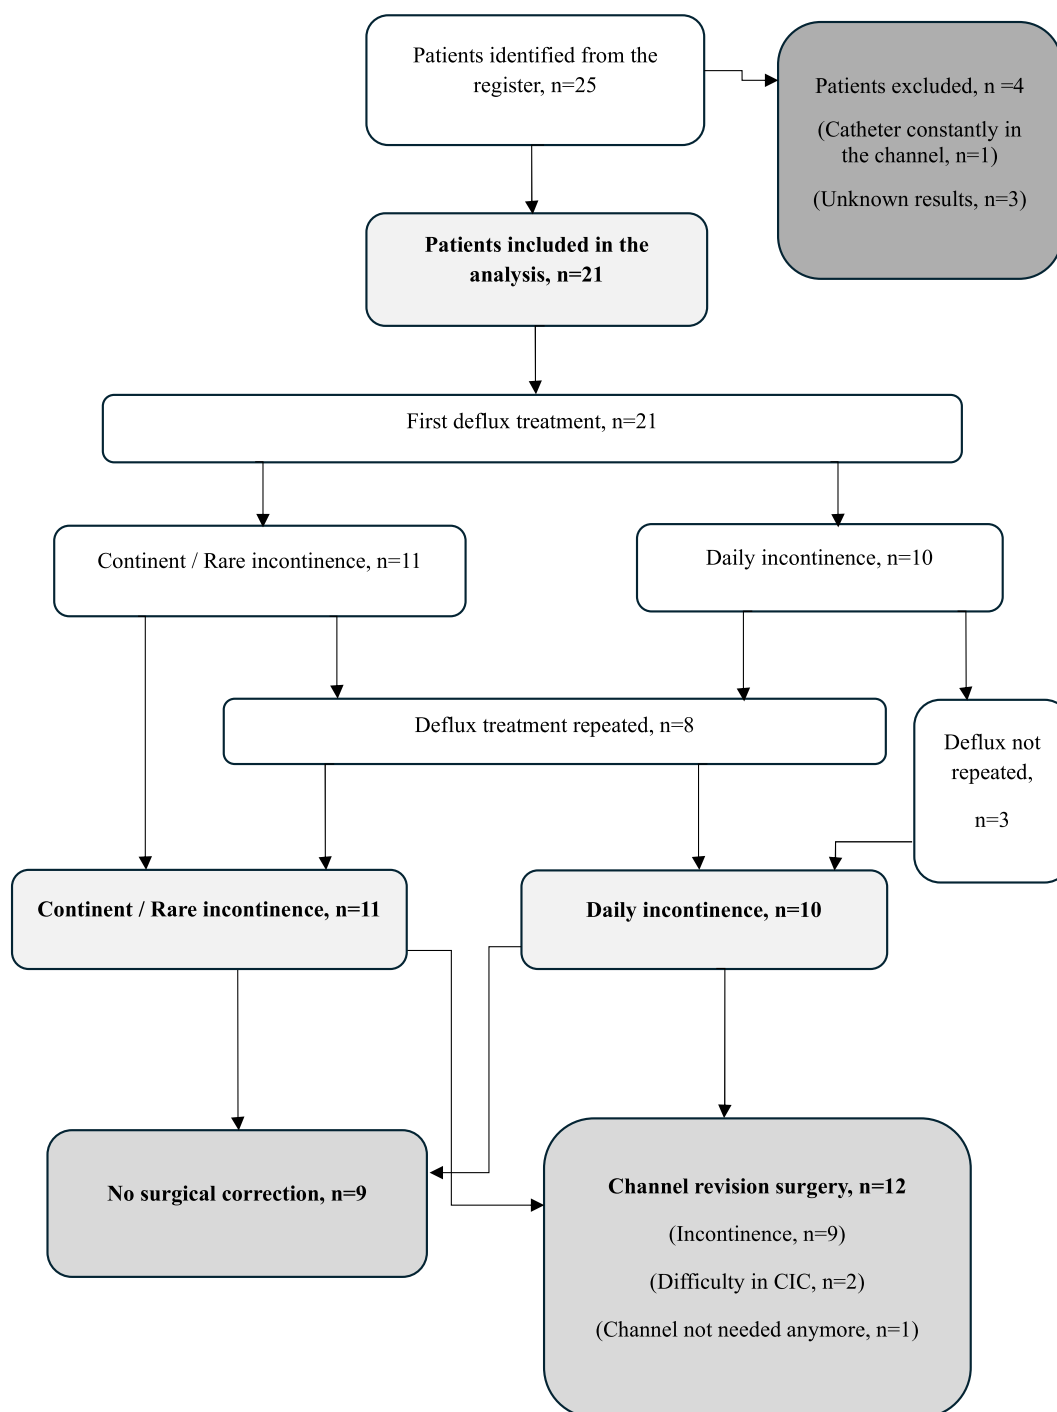 Patients identified from the
register, n=25
Patients excluded, n =4
(Catheter constantly in
the channel, n=1)
(Unknown results, n=3)
Patients included in the
analysis, n=21
First deflux treatment, n=21
Continent / Rare incontinence, n=11
Daily incontinence, n=10
Deflux treatment repeated, n=8
Deflux not
repeated,
n=3
Continent / Rare incontinence, n=11
Daily incontinence, n=10
No surgical correction, n=9
Channel revision surgery, n=12
(Incontinence, n=9)
(Difficulty in CIC, n=2)
(Channel not needed anymore, n=1)